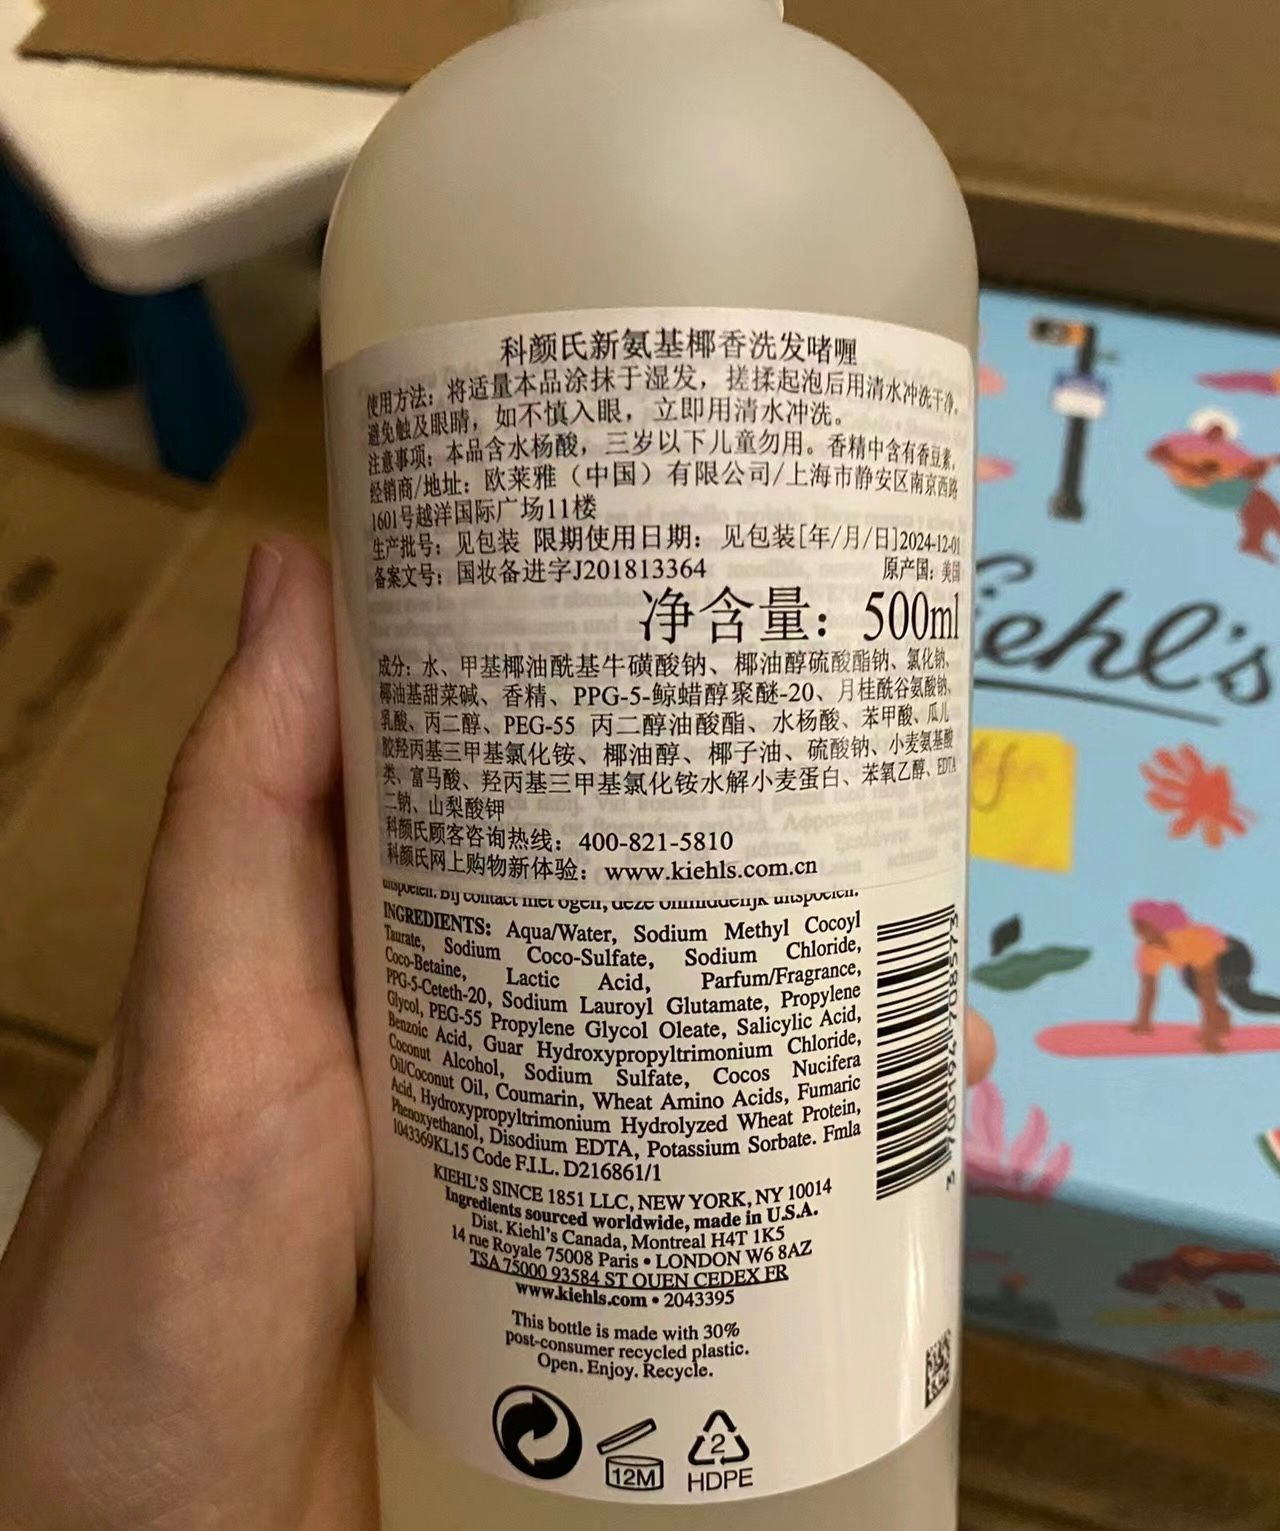 科颜氏新氨基椰香洗发啫喱
使用方法：将适量本品涂抹于湿发，搓揉起泡后用清水冲洗干净。
避免触及眼睛，如不慎入眼，立即用清水冲洗。
注意事项：本品含水杨酸，三岁以下儿童勿用。香精中含有香豆素。
经销商/地址：欧莱雅（中国）有限公司/上海市静安区南京西路
1601号越洋国际广场11楼
生产批号：见包装 限期使用日期：见包装[年/月/日]2024-12-01
备案文号：国妆备进字J201813364 原产国：美国
净含量：500ml
成分：水、甲基椰油酰基牛磺酸钠、椰油醇硫酸酯钠、氯化钠、
椰油基甜菜碱、香精、PPG-5-鲸蜡醇聚醚-20、月桂酰谷氨酸钠、
乳酸、丙二醇、PEG-55 丙二醇油酸酯、水杨酸、苯甲酸、瓜儿
胶羟丙基三甲基氯化铵、椰油醇、椰子油、硫酸钠、小麦氨基酸
类、富马酸、羟丙基三甲基氯化铵水解小麦蛋白、苯氧乙醇、EDTA
二钠、山梨酸钾
科颜氏顾客咨询热线：400-821-5810
科颜氏网上购物新体验：www.kiehls.com.cn
uitspoelen. Bij contact met ogen, deze onmiddellijk uitspoelen.
INGREDIENTS: Aqua/Water, Sodium Methyl Cocoyl
Taurate, Sodium Coco-Sulfate, Sodium Chloride,
Coco-Betaine, Lactic Acid, Parfum/Fragrance,
PPG-5-Ceteth-20, Sodium Lauroyl Glutamate, Propylene
Glycol, PEG-55 Propylene Glycol Oleate, Salicylic Acid,
Benzoic Acid, Guar Hydroxypropyltrimonium Chloride,
Coconut Alcohol, Sodium Sulfate, Cocos Nucifera
Oil/Coconut Oil, Coumarin, Wheat Amino Acids, Fumaric
Acid, Hydroxypropyltrimonium Hydrolyzed Wheat Protein,
Phenoxyethanol, Disodium EDTA, Potassium Sorbate. Fmla
1043369KL15 Code F.I.L. D216861/1
KIEHL'S SINCE 1851 LLC, NEW YORK, NY 10014
Ingredients sourced worldwide, made in U.S.A.
Dist. Kiehl's Canada, Montreal H4T 1K5
14 rue Royale 75008 Paris • LONDON W6 8AZ
TSA 75000 93584 ST OUEN CEDEX FR
www.kiehls.com • 2043395
This bottle is made with 30%
post-consumer recycled plastic.
Open. Enjoy. Recycle.
12M
2
HDPE
3 700194 708573
iehl's